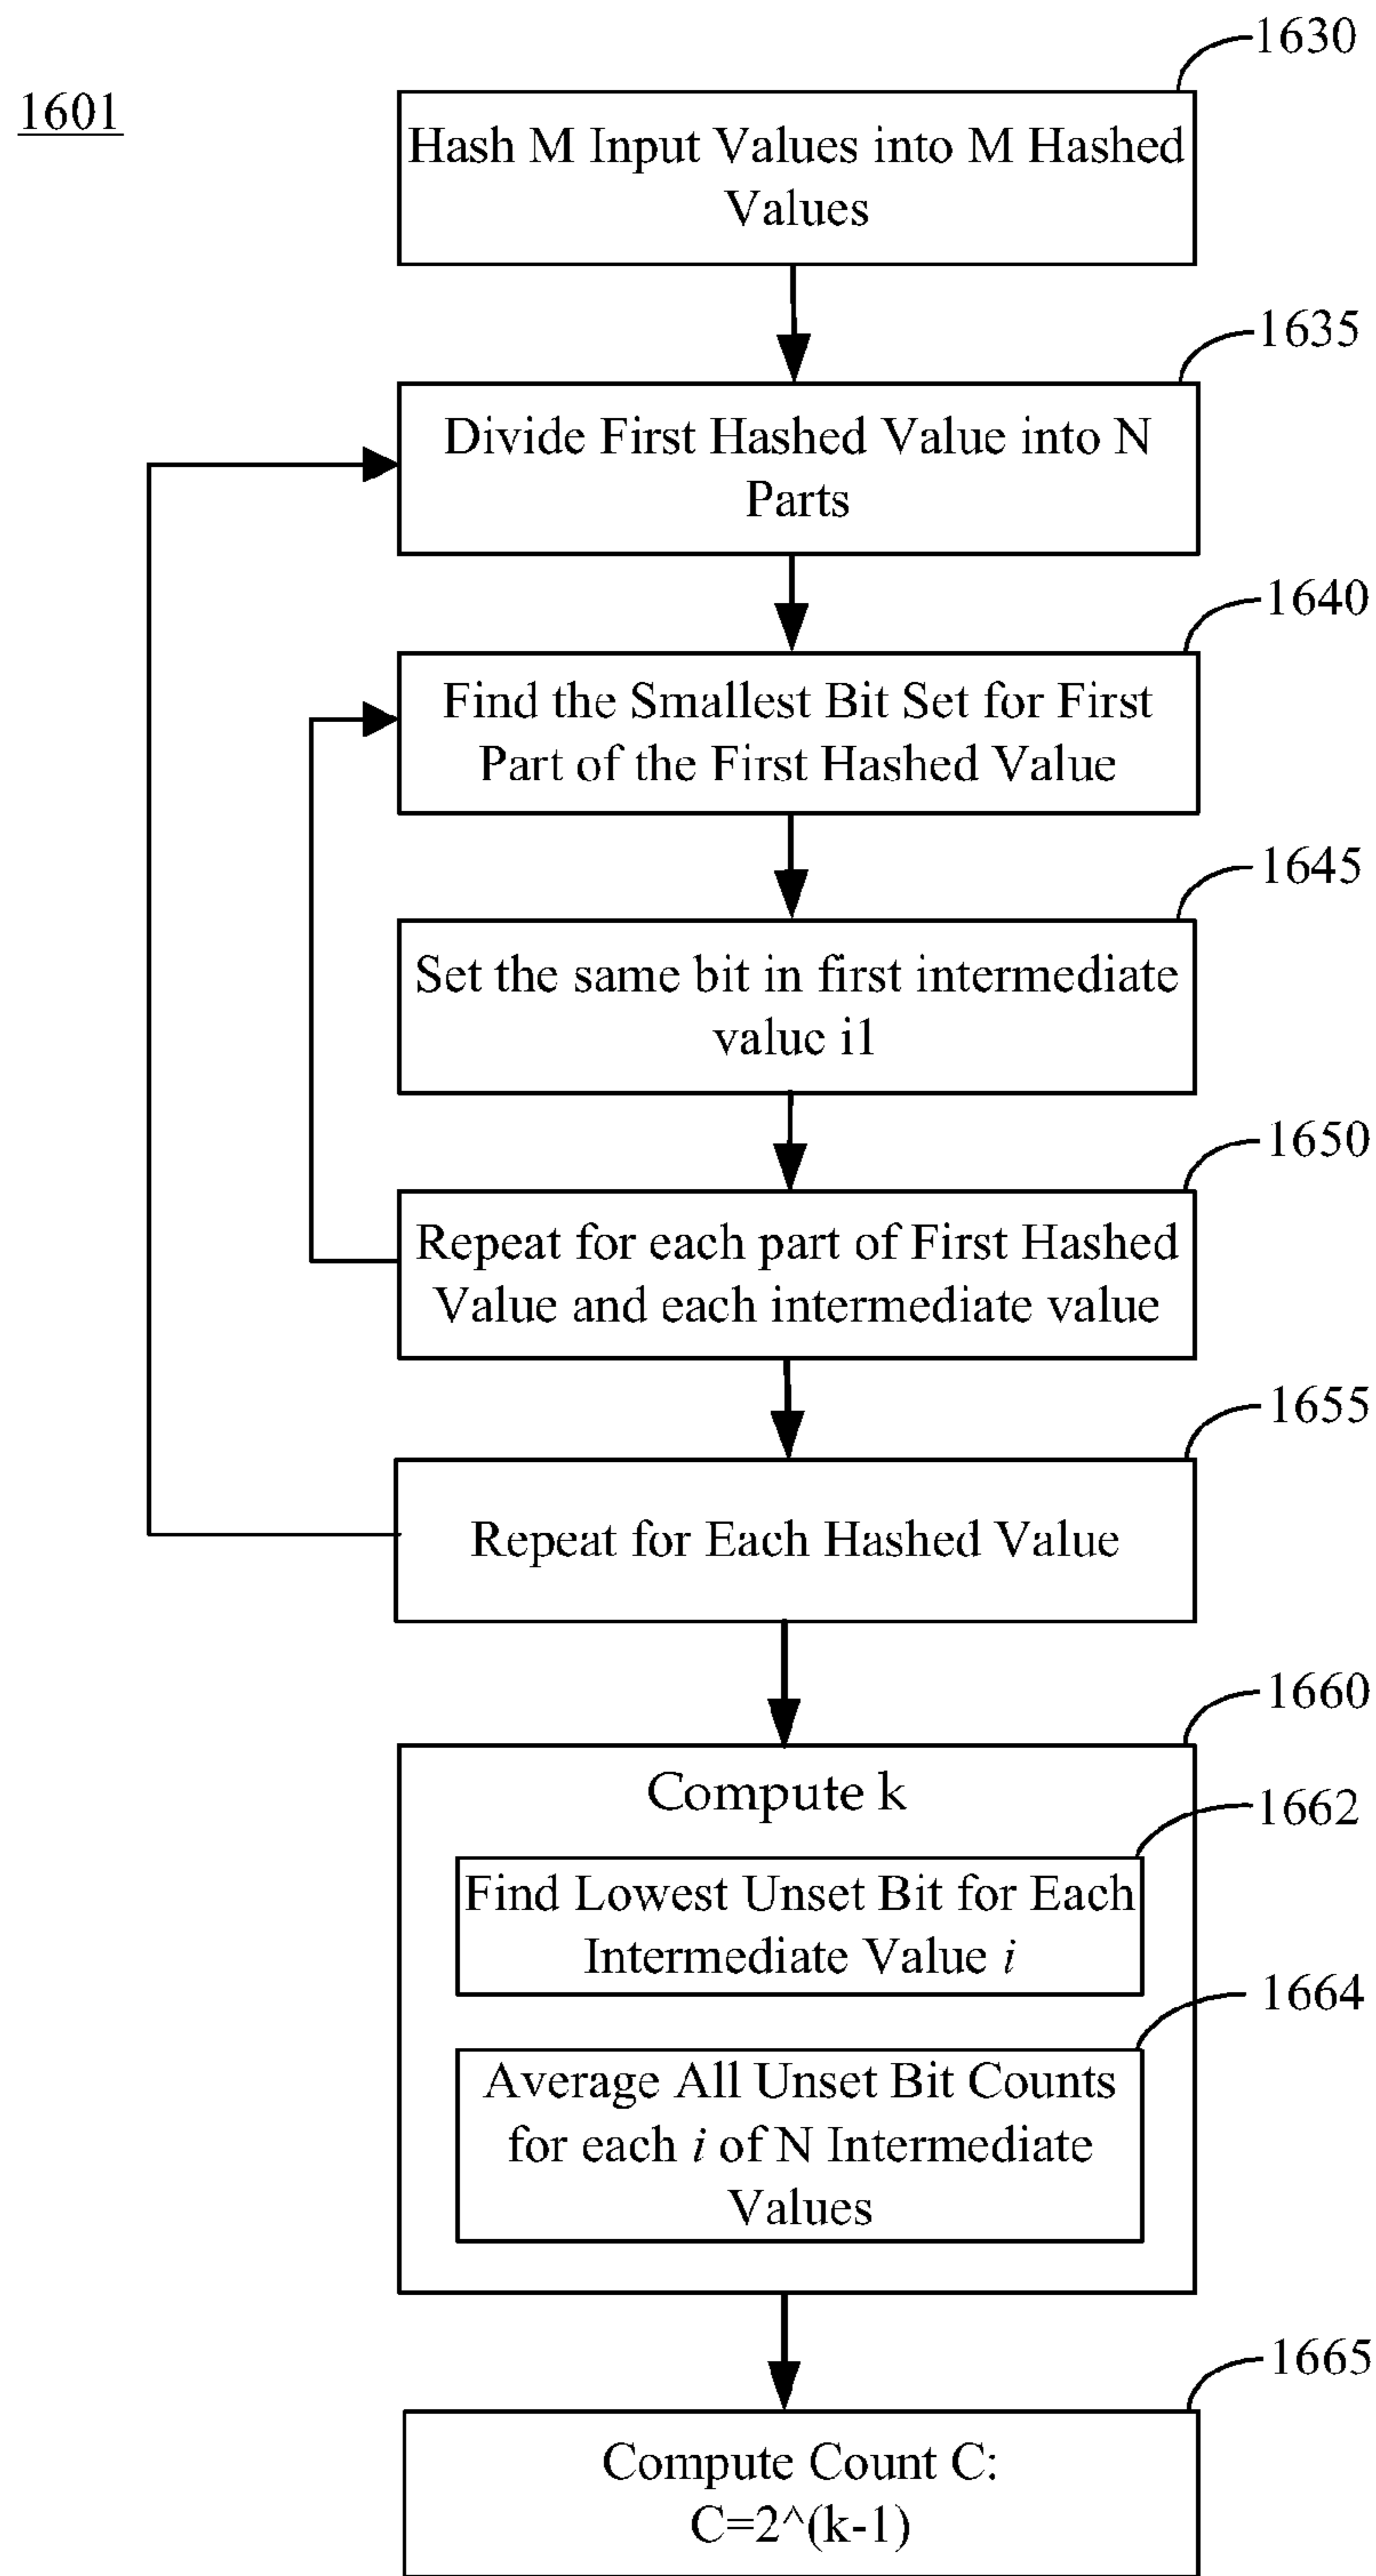 1601
1630
Hash M Input Values into M Hashed
Values
1635
Divide First Hashed Value into N
Parts
1640
Find the Smallest Bit Set for First
Part of the First Hashed Value
1645
Set the same bit in first intermediate
value i1
1650
Repeat for each part of First Hashed
Value and each intermediate value
1655
Repeat for Each Hashed Value
1660
Compute k
1662
Find Lowest Unset Bit for Each
Intermediate Value i
1664
Average All Unset Bit Counts
for each i of N Intermediate
Values
1665
Compute Count C:
C=2^(k-1)